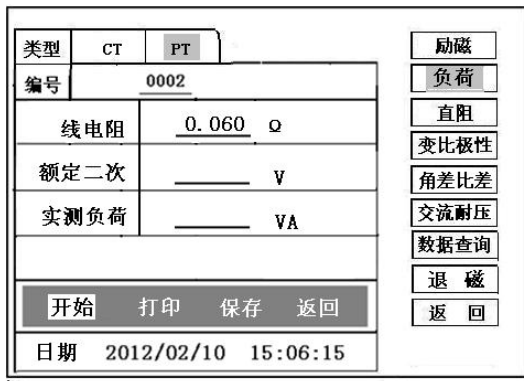 类型 CT PT
编号 0002
线电阻 0.060 Ω
额定二次 V
实测负荷 VA
开始 打印 保存 返回
日期 2012/02/10 15:06:15
励磁
负荷
直阻
变比极性
角差比差
交流耐压
数据查询
退 磁
返 回